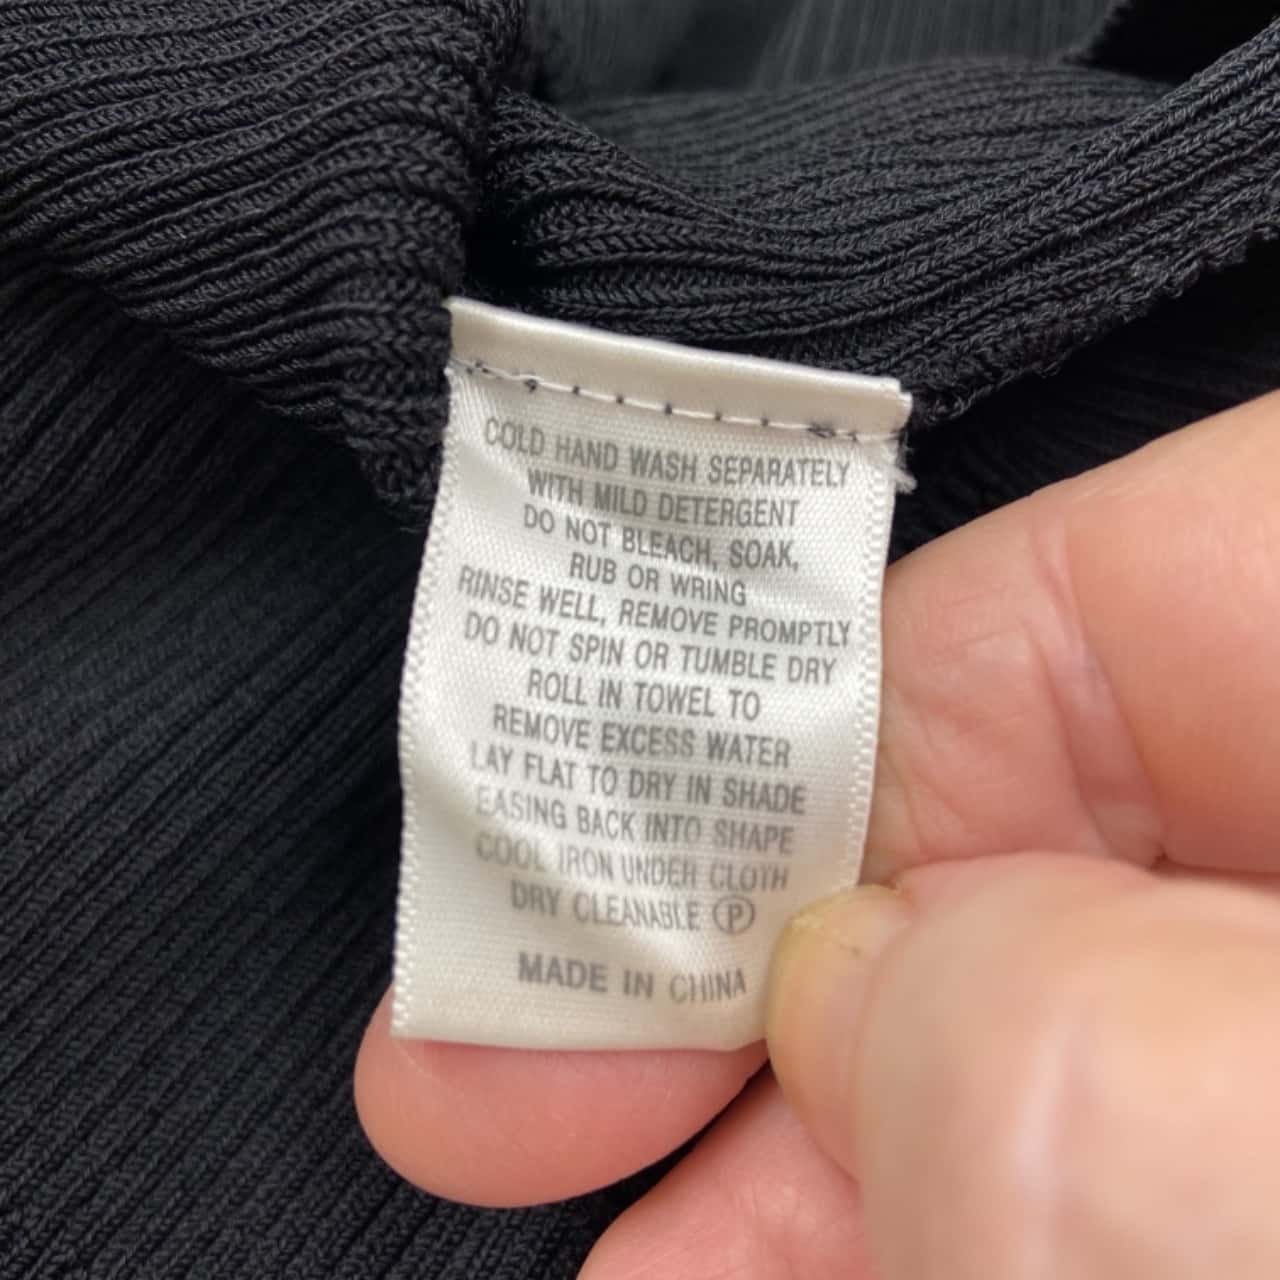 COLD HAND WASH SEPARATELY
WITH MILD DETERGENT
DO NOT BLEACH, SOAK,
RUB OR WRING
RINSE WELL, REMOVE PROMPTLY
DO NOT SPIN OR TUMBLE DRY
ROLL IN TOWEL TO
REMOVE EXCESS WATER
LAY FLAT TO DRY IN SHADE
EASING BACK INTO SHAPE
COOL IRON UNDER CLOTH
DRY CLEANABLE Ⓟ
MADE IN CHINA